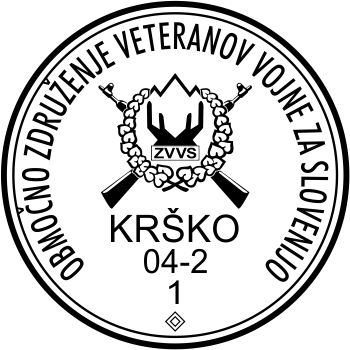 OBMOČNO ZDRUŽENJE VETERANOV VOJNE ZA SLOVENIJO
ZVVS
KRŠKO
04-2
1